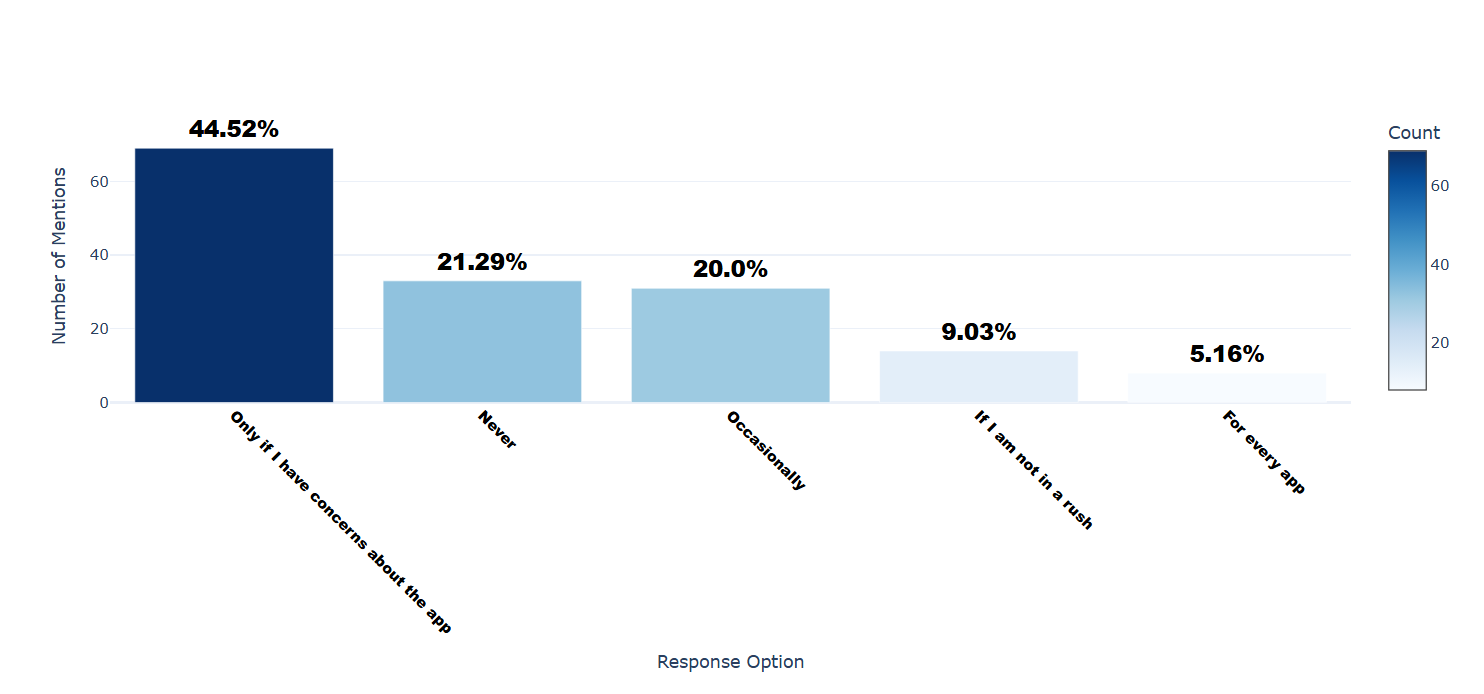 44.52%
21.29%
20.0%
9.03%
5.16%
Number of Mentions
60
40
20
0
Only if I have concerns about the app
Never
Occasionally
If I am not in a rush
For every app
Response Option
Count
60
40
20